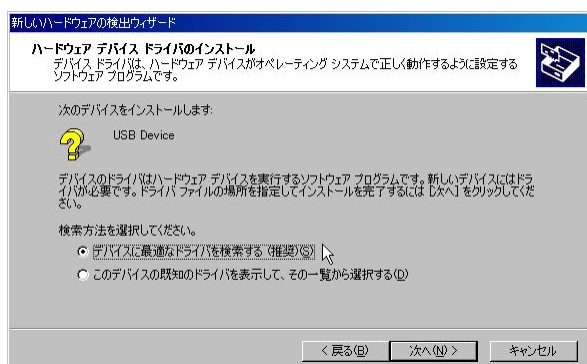 新しいハードウェアの検出ウィザード
ハードウェア デバイス ドライバのインストール
デバイス ドライバは、ハードウェア デバイスがオペレーティング システムで正しく動作するように設定する
ソフトウェア プログラムです。
次のデバイスをインストールします:
USB Device
デバイスのドライバはハードウェア デバイスを実行するソフトウェア プログラムです。新しいデバイスにはドラ
イバが必要です。ドライバ ファイルの場所を指定してインストールを完了するには [次へ] をクリックしてくだ
さい。
検索方法を選択してください。
デバイスに最適なドライバを検索する (推奨)(S)
このデバイスの既知のドライバを表示して、その一覧から選択する(D)
< 戻る(B)
次へ(N) >
キャンセル